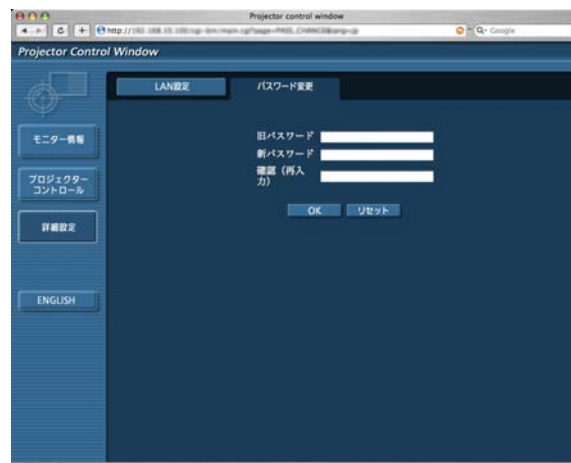 Projector control window
Google
Projector Control Window
LAN設定
パスワード変更
モニター情報
旧パスワード
新パスワード
確認（再入
力）
プロジェクター
コントロール
OK
リセット
詳細設定
ENGLISH